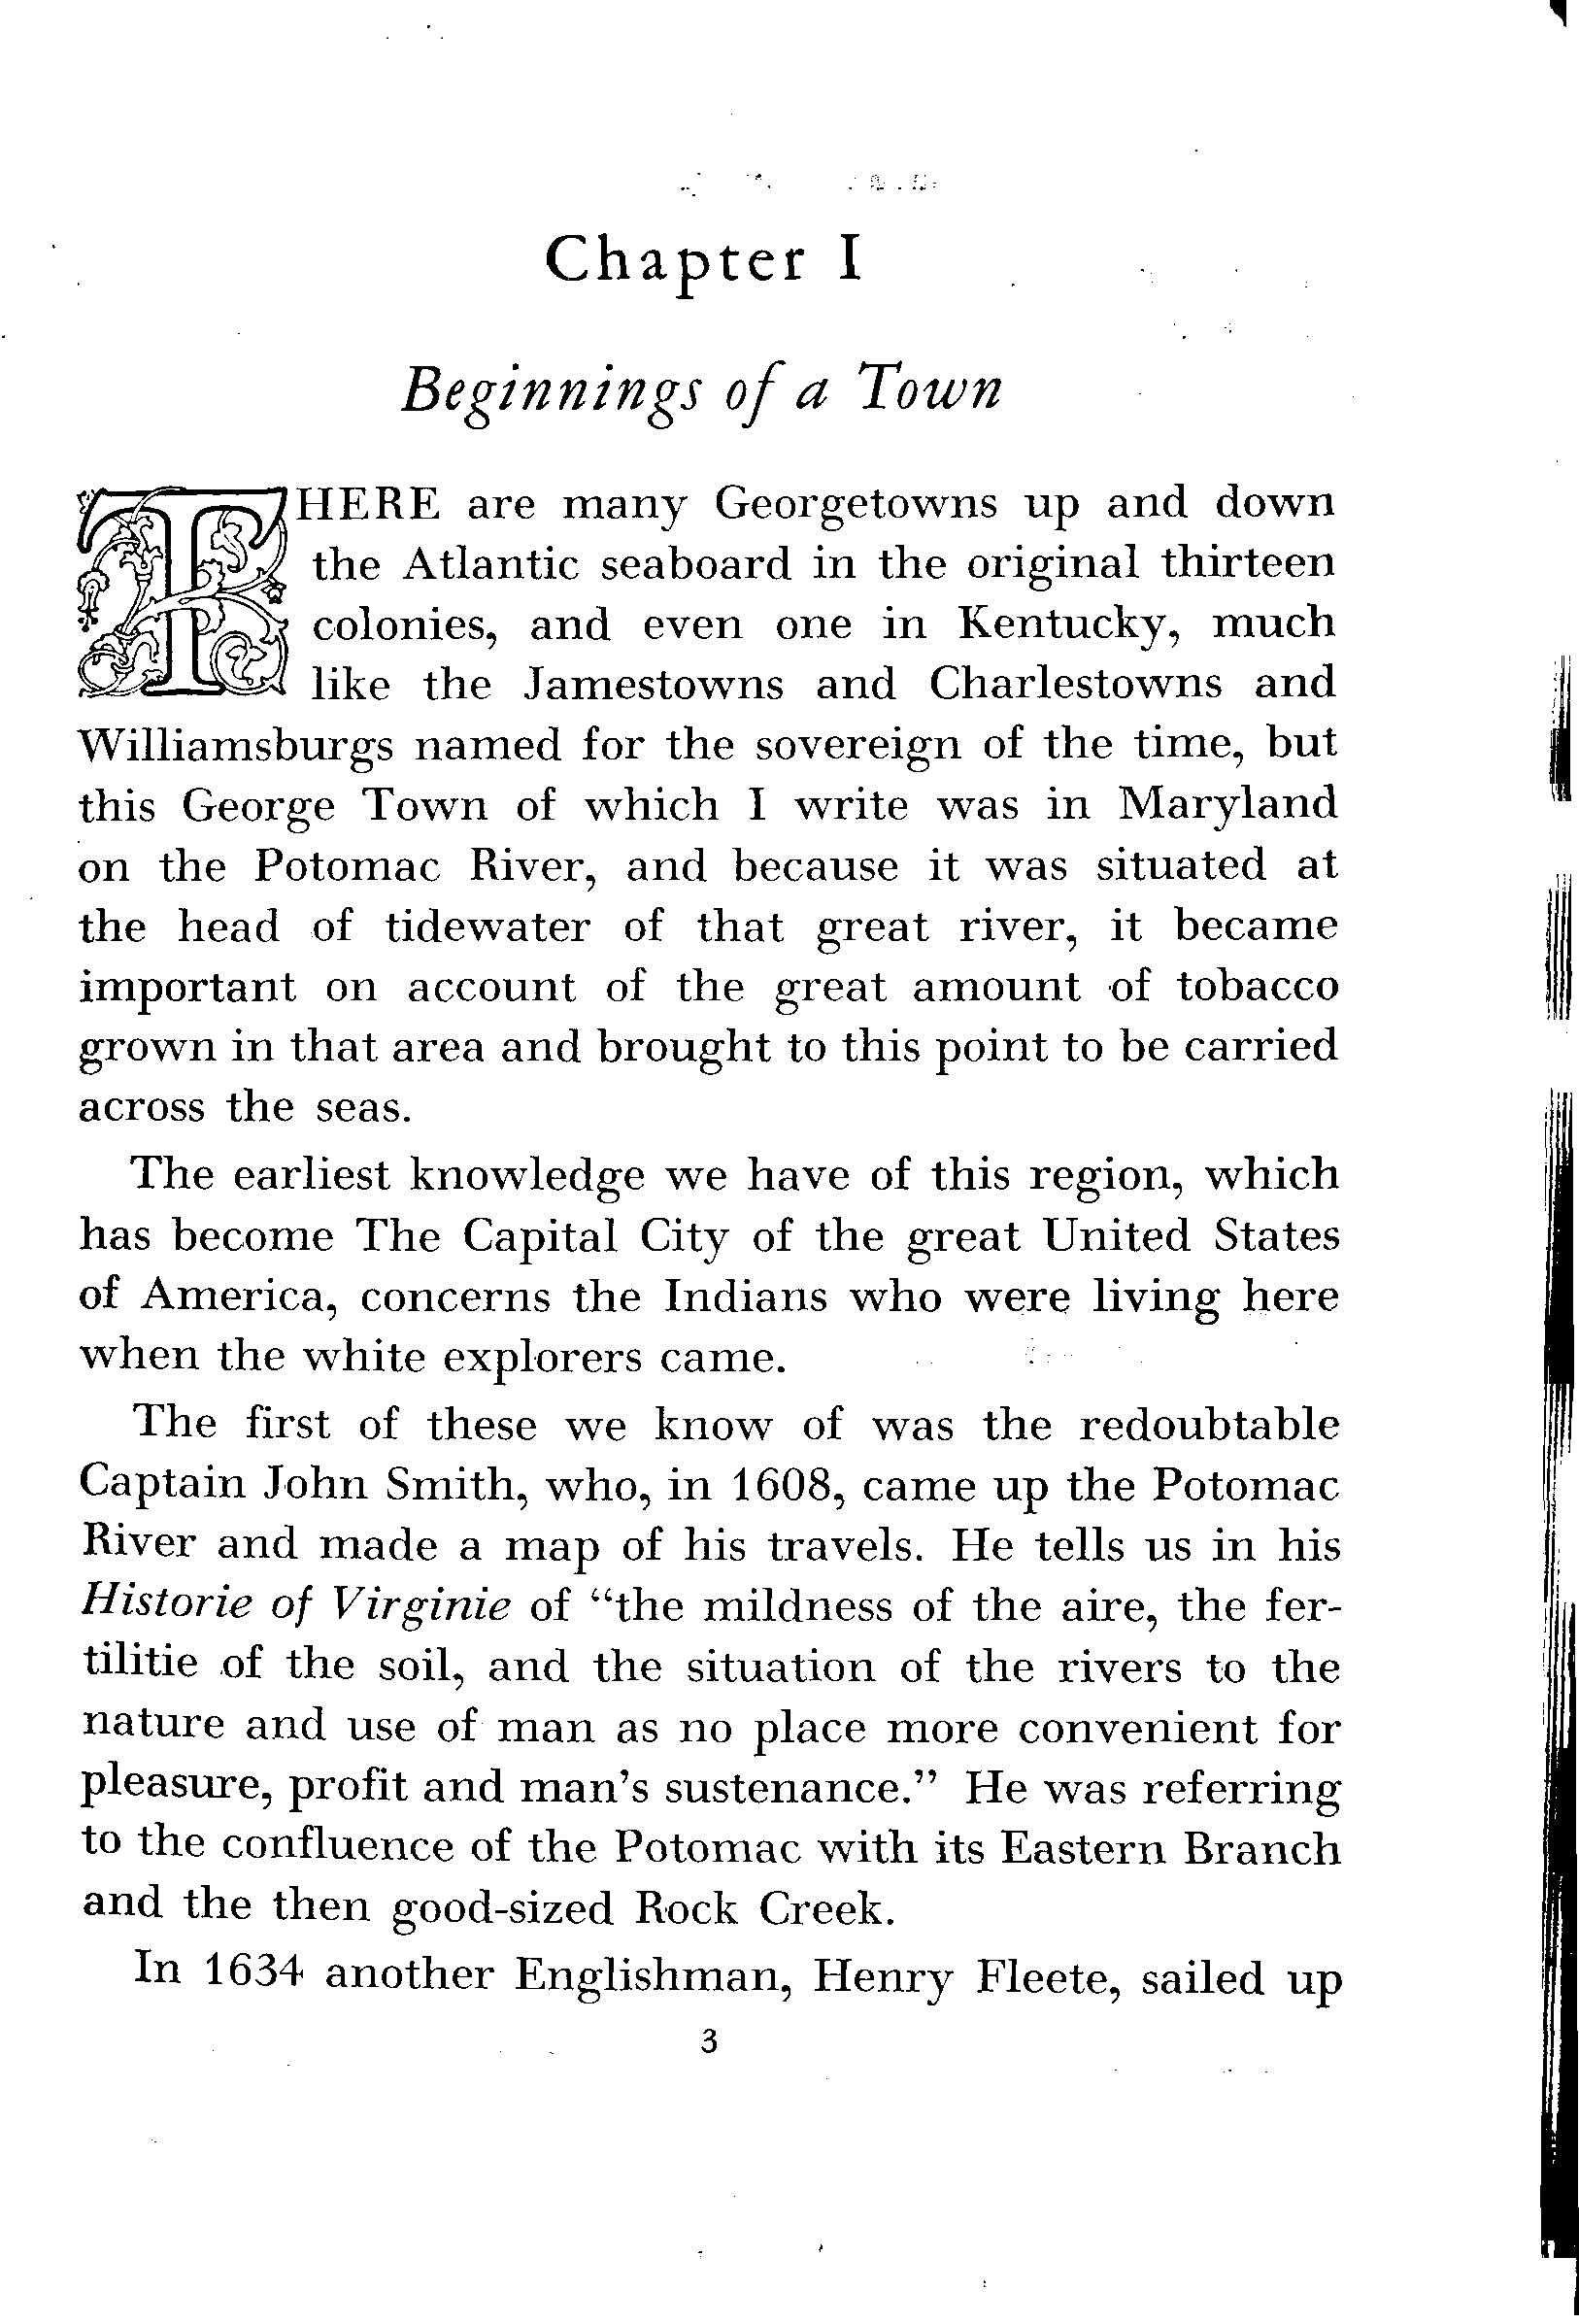 Chapter I
Beginnings of a Town
THERE are many Georgetowns up and down
the Atlantic seaboard in the original thirteen
colonies, and even one in Kentucky, much
like the Jamestowns and Charlestowns and
Williamsburgs named for the sovereign of the time, but
this George Town of which I write was in Maryland
on the Potomac River, and because it was situated at
the head of tidewater of that great river, it became
important on account of the great amount of tobacco
grown in that area and brought to this point to be carried
across the seas.
The earliest knowledge we have of this region, which
has become The Capital City of the great United States
of America, concerns the Indians who were living here
when the white explorers came.
The first of these we know of was the redoubtable
Captain John Smith, who, in 1608, came up the Potomac
River and made a map of his travels. He tells us in his
Historie of Virginie of “the mildness of the aire, the fer-
tilitie of the soil, and the situation of the rivers to the
nature and use of man as no place more convenient for
pleasure, profit and man's sustenance.” He was referring
to the confluence of the Potomac with its Eastern Branch
and the then good-sized Rock Creek.
In 1634 another Englishman, Henry Fleete, sailed up
3